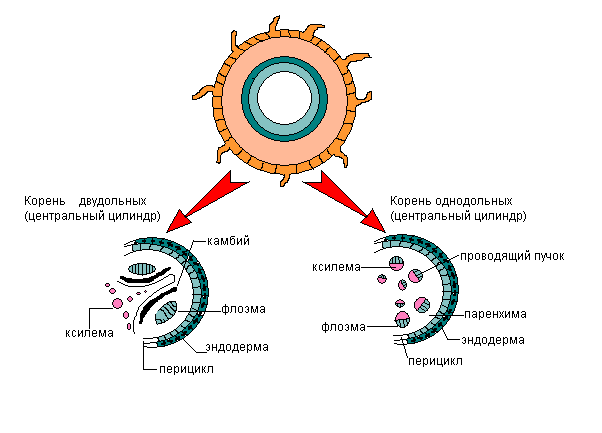 Корень двудольных
(центральный цилиндр)
камбий
флоэма
ксилема
эндодерма
перицикл
Корень однодольных
(центральный цилиндр)
проводящий пучок
ксилема
паренхима
флоэма
эндодерма
перицикл